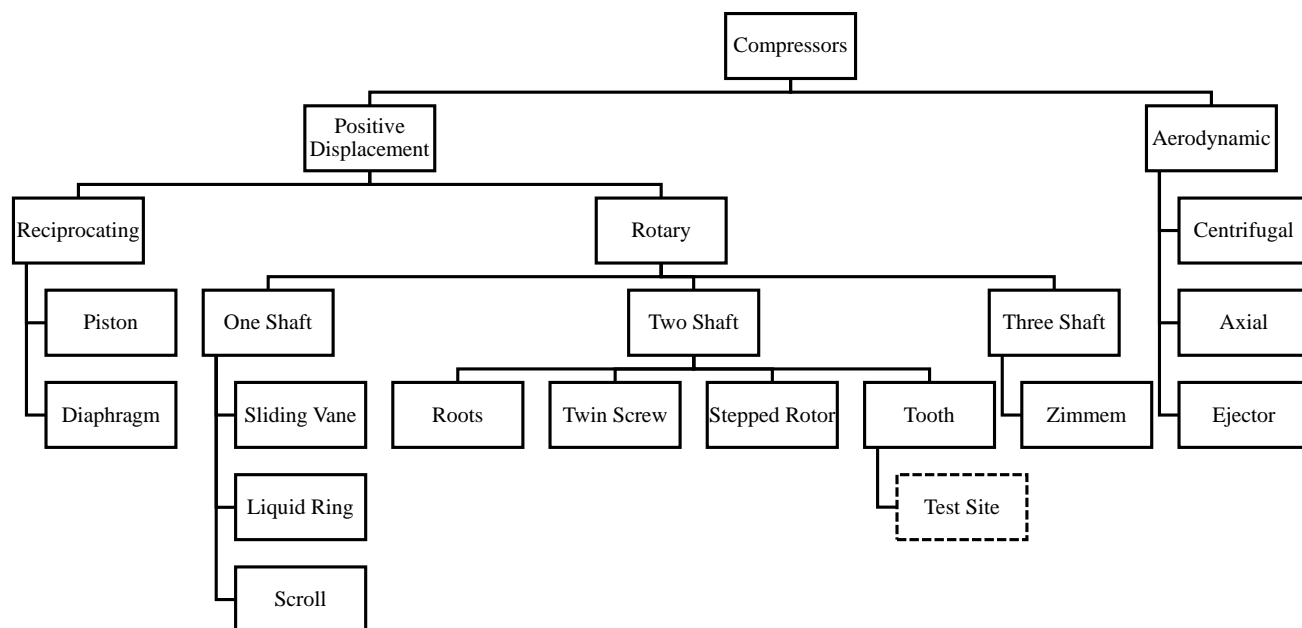 Compressors
Positive
Displacement
Aerodynamic
Reciprocating
Rotary
Centrifugal
Piston
One Shaft
Two Shaft
Three Shaft
Axial
Diaphragm
Sliding Vane
Roots
Twin Screw
Stepped Rotor
Tooth
Zimmem
Ejector
Liquid Ring
Test Site
Scroll